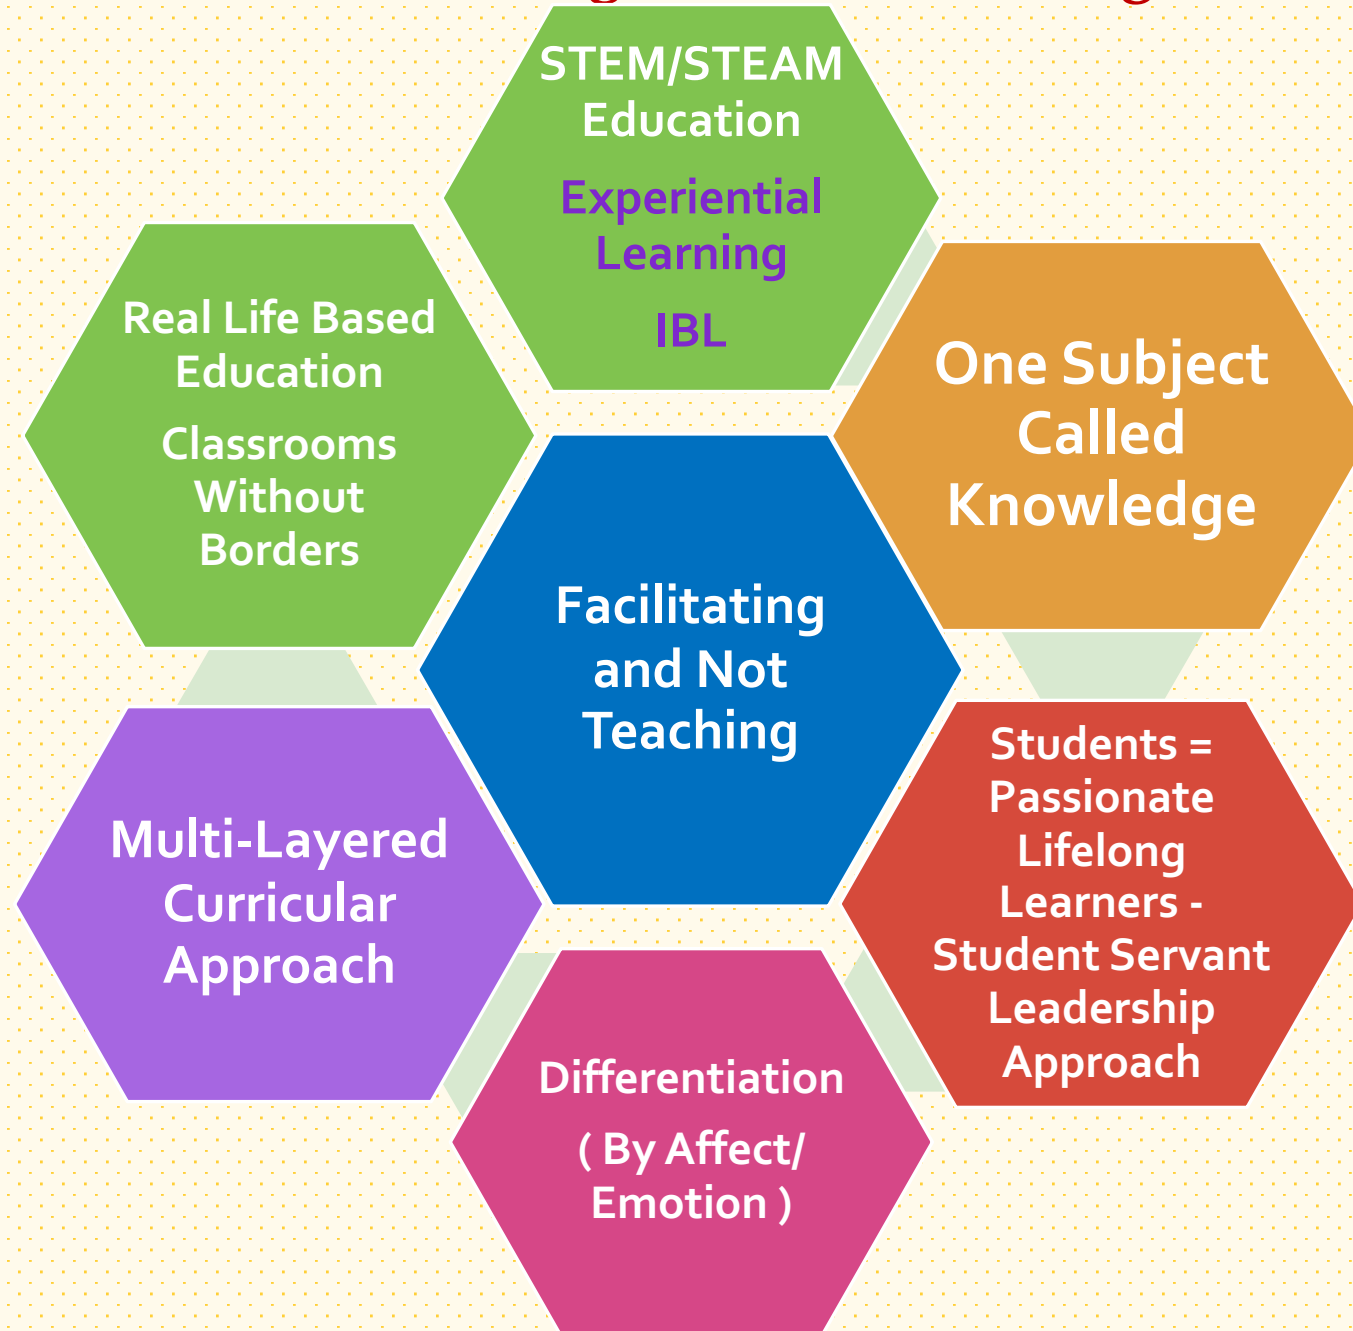 STEM/STEAM
Education
Experiential
Learning
IBL
Real Life Based
Education
Classrooms
Without
Borders
One Subject
Called
Knowledge
Facilitating
and Not
Teaching
Multi-Layered
Curricular
Approach
Students =
Passionate
Lifelong
Learners -
Student Servant
Leadership
Approach
Differentiation
( By Affect/
Emotion )